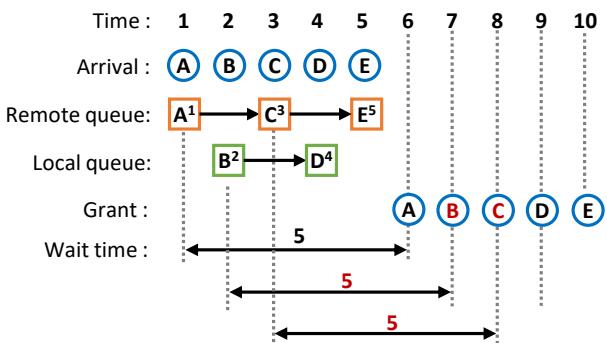 Time : 1 2 3 4 5 6 7 8 9 10
Arrival : A B C D E
Remote queue: A¹ C³ E⁵
Local queue: B² D⁴
Grant : A B C D E
Wait time : 5
5
5